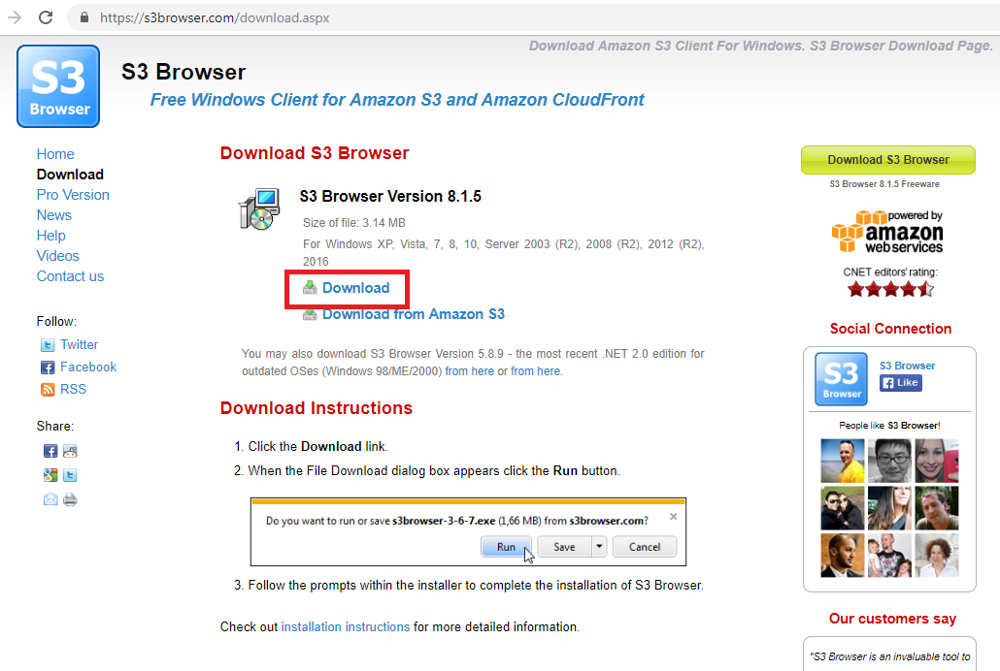 https://s3browser.com/download.aspx
Download Amazon S3 Client For Windows. S3 Browser Download Page.
S3
Browser
S3 Browser
Free Windows Client for Amazon S3 and Amazon CloudFront
Home
Download
Pro Version
News
Help
Videos
Contact us
Follow:
Twitter
Facebook
RSS
Share:
Download S3 Browser
S3 Browser Version 8.1.5
Size of file: 3.14 MB
For Windows XP, Vista, 7, 8, 10, Server 2003 (R2), 2008 (R2), 2012 (R2),
2016
Download
Download from Amazon S3
You may also download S3 Browser Version 5.8.9 - the most recent .NET 2.0 edition for
outdated OSes (Windows 98/ME/2000) from here or from here.
Download Instructions
1. Click the Download link.
2. When the File Download dialog box appears click the Run button.
Do you want to run or save s3browser-3-6-7.exe (1,66 MB) from s3browser.com?
Run
Save
Cancel
3. Follow the prompts within the installer to complete the installation of S3 Browser.
Check out installation instructions for more detailed information.
Download S3 Browser
S3 Browser 8.1.5 Freeware
powered by
amazon
web services
CNET editors' rating:
Social Connection
S3
Browser
S3 Browser
Like
People like S3 Browser!
Our customers say
"S3 Browser is an invaluable tool to